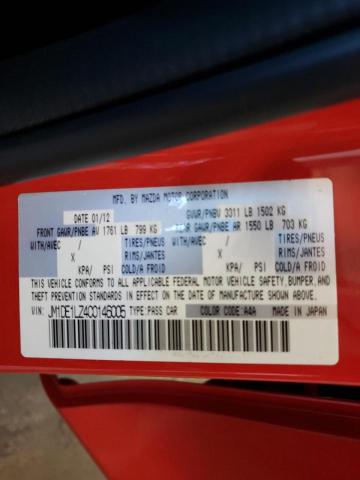 MFD. BY MAZDA MOTOR CORPORATION
DATE 01/12 GVWR/PNBV 3311 LB 1502 KG
FRONT GAWR/PNBE AV 1761 LB 799 KG REAR GAWR/PNBE AR 1550 LB 703 KG
WITH/AVEC / TIRES/PNEUS WITH/AVEC / TIRES/PNEUS
X RIMS/JANTES X RIMS/JANTES
KPA/ PSI COLD/A FROID KPA/ PSI COLD/A FROID
THIS VEHICLE CONFORMS TO ALL APPLICABLE FEDERAL MOTOR VEHICLE SAFETY,BUMPER,AND
THEFT PREVENTION STANDARDS IN EFFECT ON THE DATE OF MANUFACTURE SHOWN ABOVE.
VIN: JM1DE1LZ4C0146005 TYPE PASS CAR COLOR CODE: A4A MADE IN JAPAN